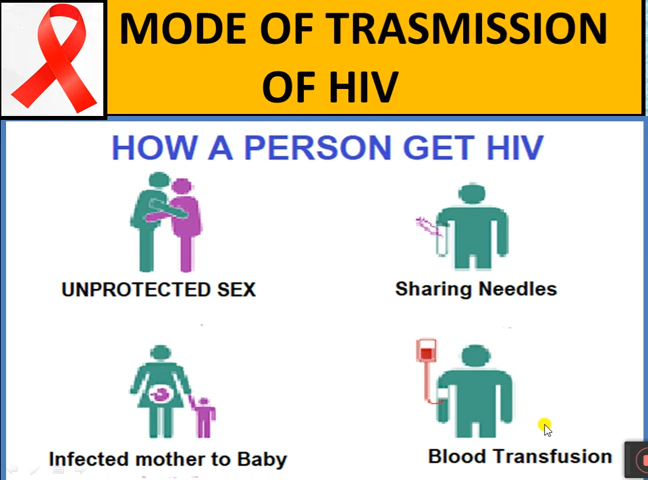 MODE OF TRASMISSION
OF HIV
HOW A PERSON GET HIV
UNPROTECTED SEX
Sharing Needles
Infected mother to Baby
Blood Transfusion